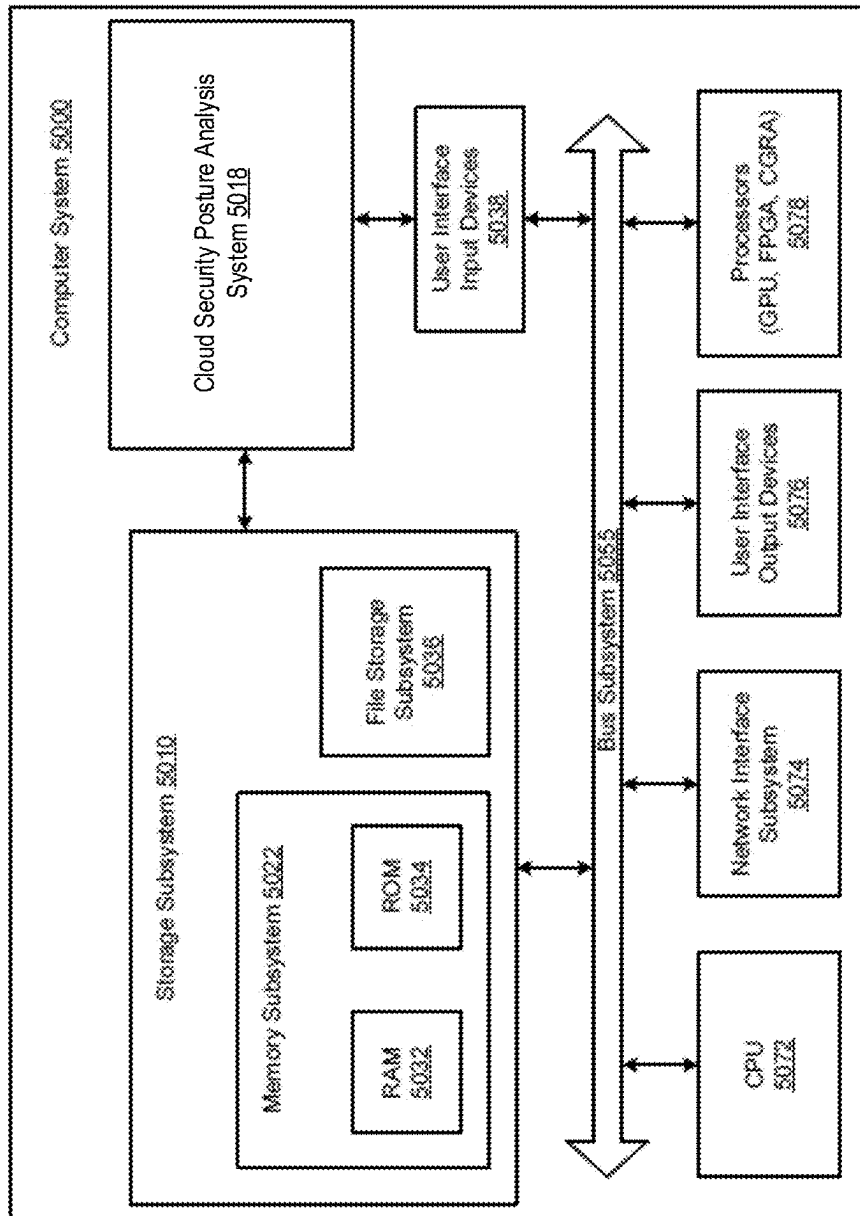 Computer System 5000
Storage Subsystem 5010
Memory Subsystem 5022
RAM
5032
ROM
5034
File Storage
Subsystem
5036
Cloud Security Posture Analysis
System 5018
User Interface
Input Devices
5038
Bus Subsystem 5055
CPU
5072
Network Interface
Subsystem
5074
User Interface
Output Devices
5076
Processors
(GPU, FPGA, CGRA)
5078